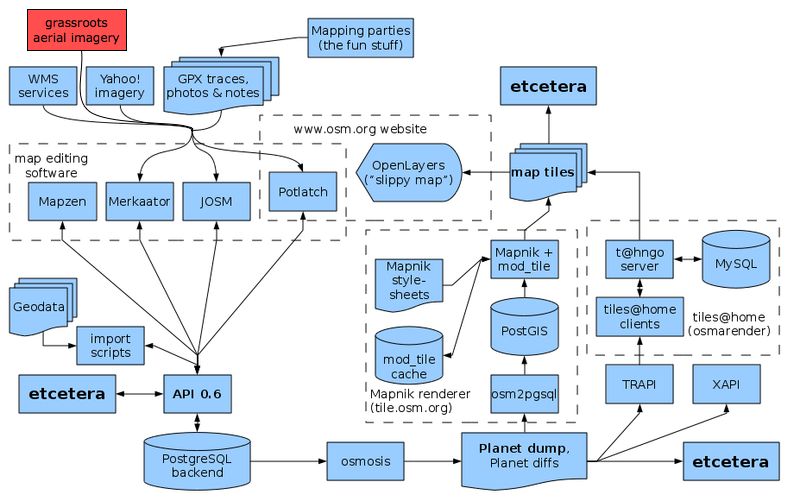 grassroots
aerial imagery
Mapping parties
(the fun stuff)
WMS
services
Yahoo!
imagery
GPX traces,
photos & notes
etcetera
www.osm.org website
map editing
software
OpenLayers
("slippy map")
map tiles
Mapzen
Merkaator
JOSM
Potlatch
Mapnik
style-
sheets
Mapnik +
mod_tile
t@hngo
server
MySQL
Geodata
import
scripts
mod_tile
cache
PostGIS
tiles@home
clients
tiles@home
(osmarender)
Mapnik renderer
(tile.osm.org)
osm2pgsql
TRAPI
XAPI
etcetera
API 0.6
PostgreSQL
backend
osmosis
Planet dump,
Planet diffs
etcetera